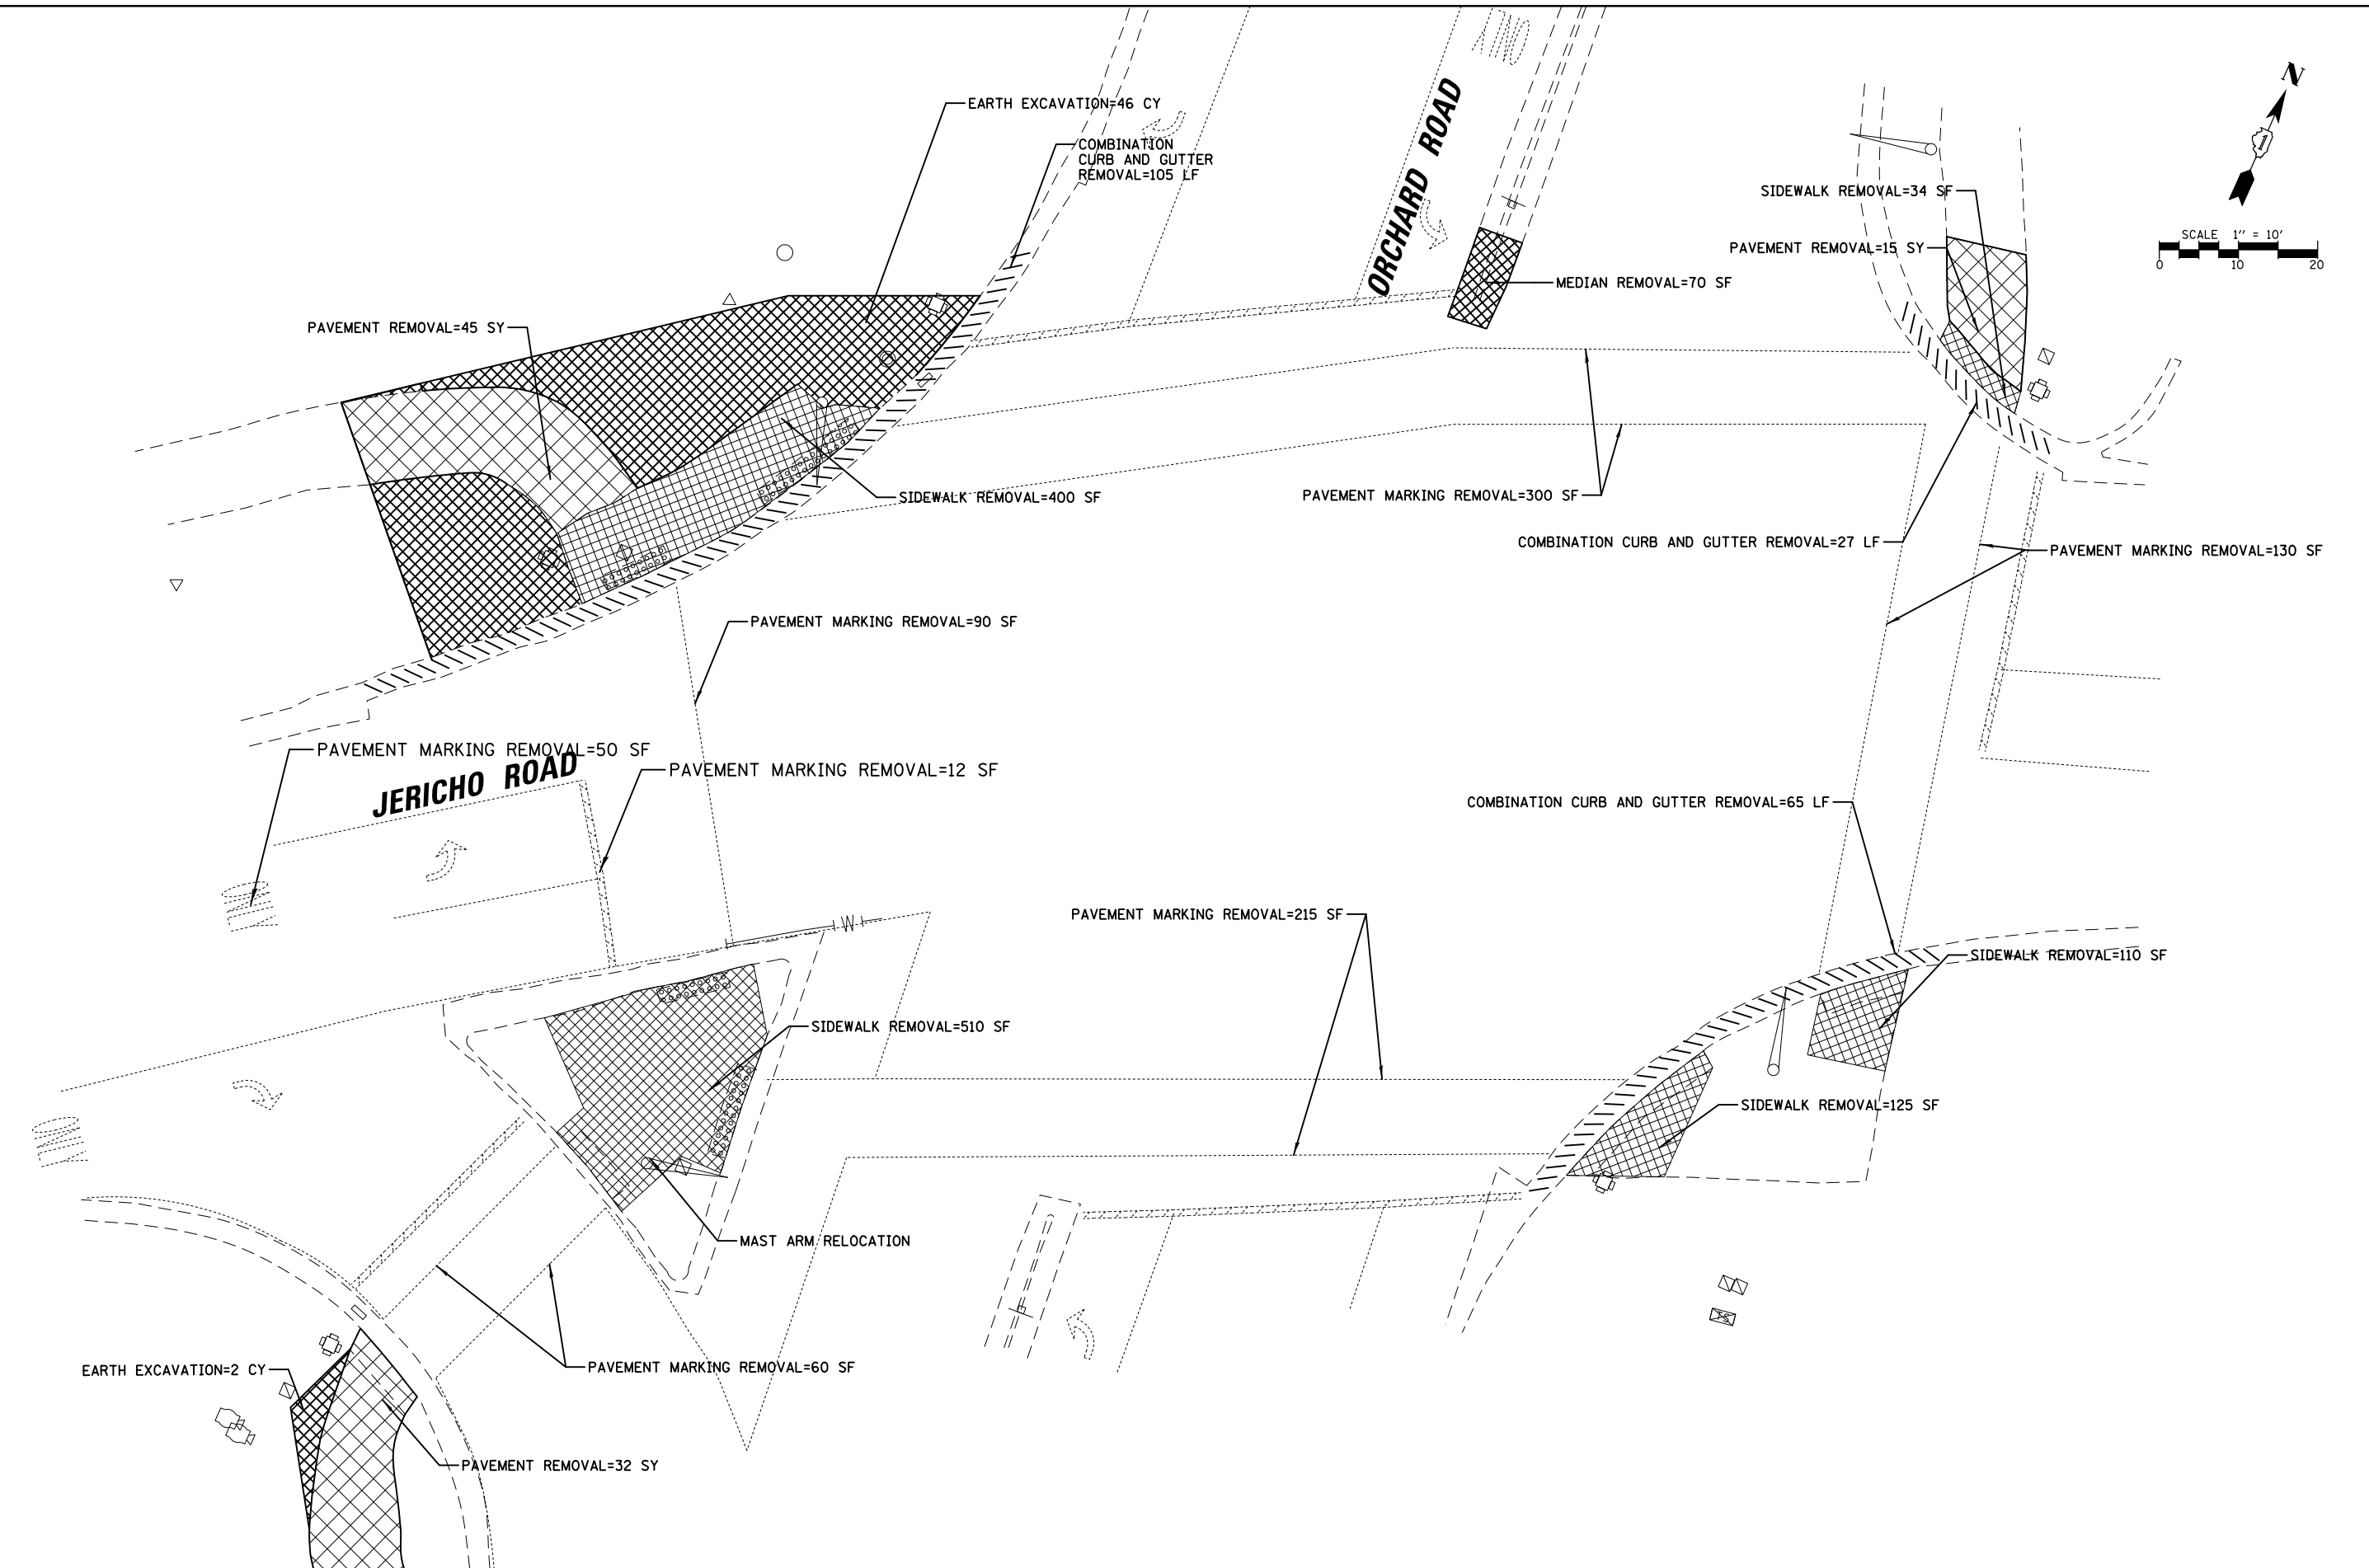 EARTH EXCAVATION=46 CY
COMBINATION
CURB AND GUTTER
REMOVAL=105 LF
ORCHARD ROAD
N
1
SIDEWALK REMOVAL=34 SF
SCALE 1'' = 10'
0 10 20
PAVEMENT REMOVAL=15 SY
MEDIAN REMOVAL=70 SF
PAVEMENT REMOVAL=45 SY
SIDEWALK REMOVAL=400 SF
PAVEMENT MARKING REMOVAL=300 SF
COMBINATION CURB AND GUTTER REMOVAL=27 LF
PAVEMENT MARKING REMOVAL=130 SF
PAVEMENT MARKING REMOVAL=90 SF
PAVEMENT MARKING REMOVAL=50 SF
JERICHO ROAD
PAVEMENT MARKING REMOVAL=12 SF
COMBINATION CURB AND GUTTER REMOVAL=65 LF
PAVEMENT MARKING REMOVAL=215 SF
W
SIDEWALK REMOVAL=110 SF
SIDEWALK REMOVAL=510 SF
SIDEWALK REMOVAL=125 SF
MAST ARM RELOCATION
PAVEMENT MARKING REMOVAL=60 SF
EARTH EXCAVATION=2 CY
PAVEMENT REMOVAL=32 SY